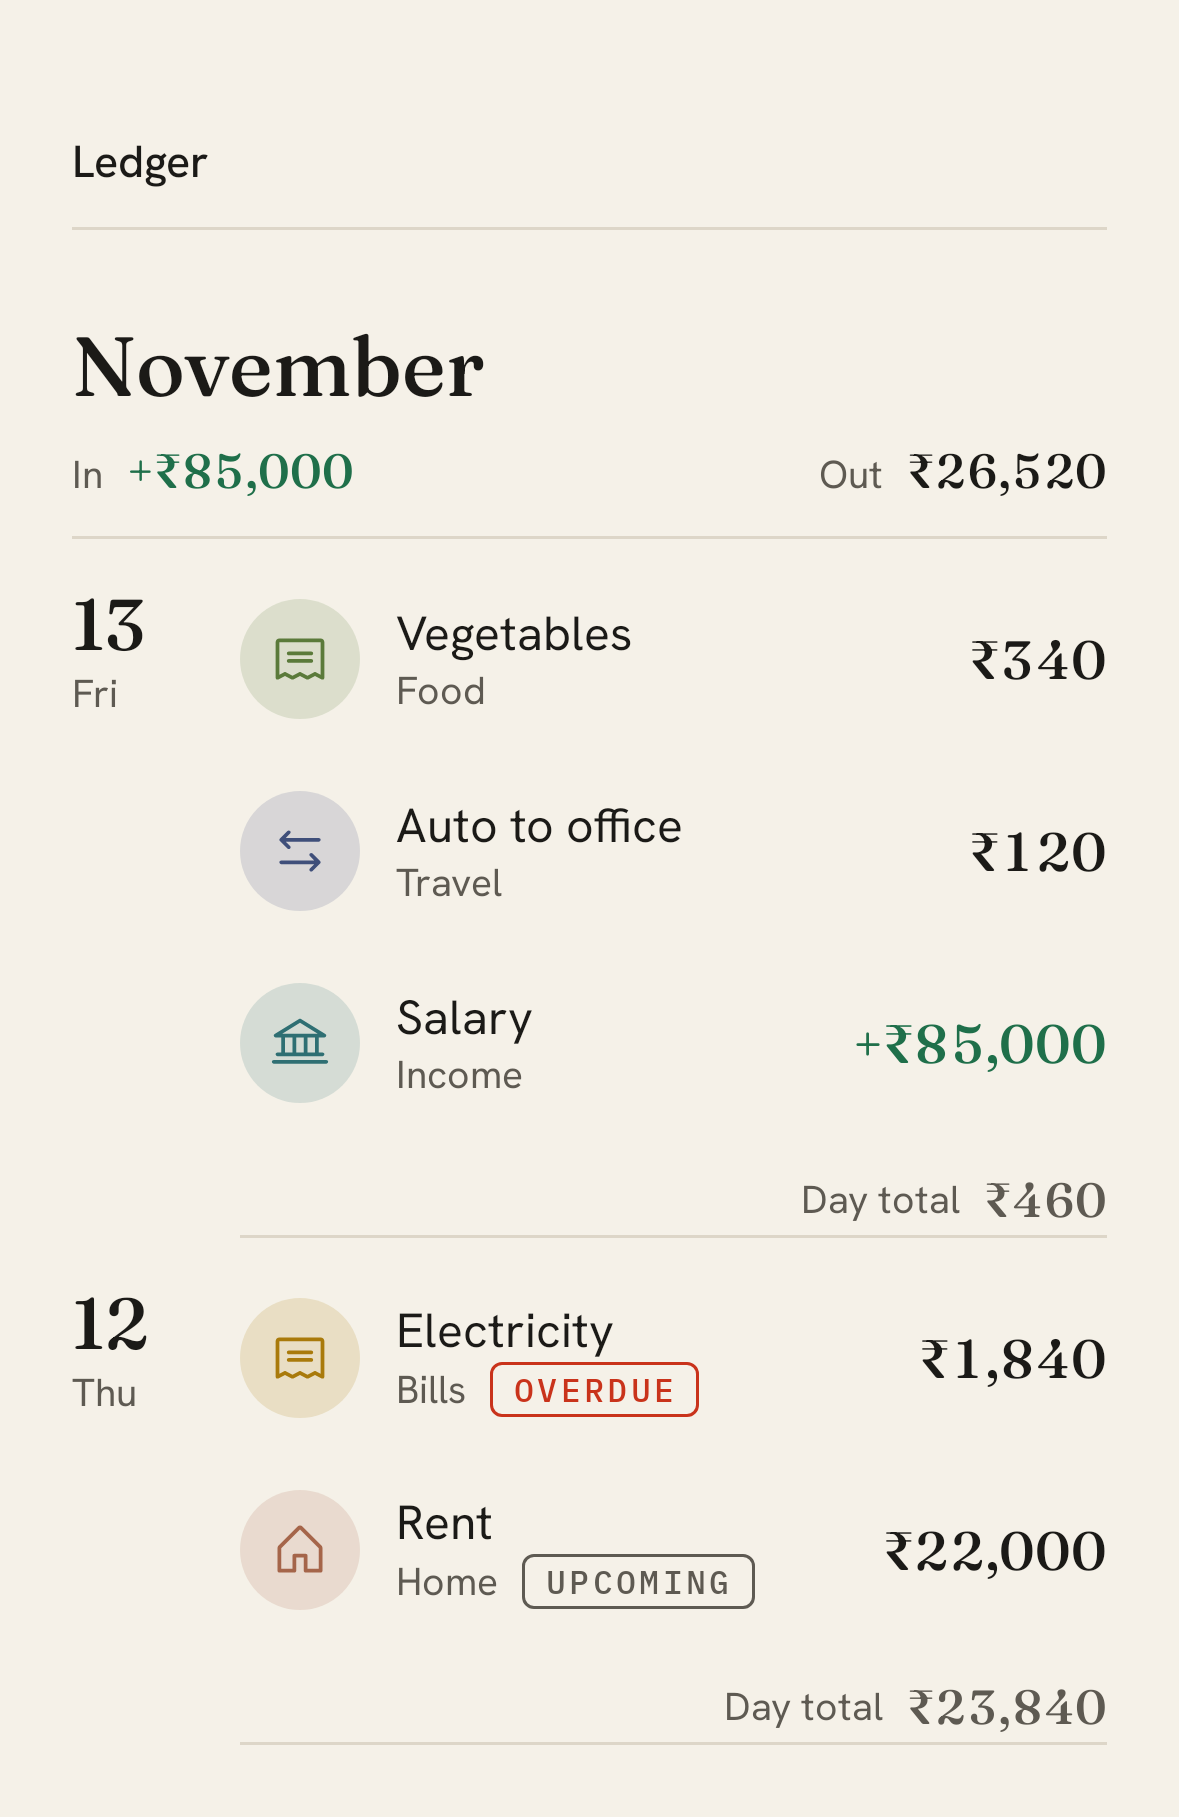 Ledger
November
In +₹85,000 Out ₹26,520
13 Fri
Vegetables ₹340
Food
Auto to office ₹120
Travel
Salary +₹85,000
Income
Day total ₹460
12 Thu
Electricity ₹1,840
Bills OVERDUE
Rent ₹22,000
Home UPCOMING
Day total ₹23,840